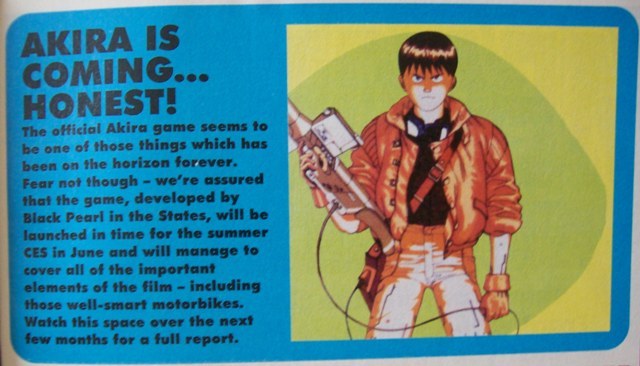 AKIRA IS
COMING...
HONEST!
The official Akira game seems to
be one of those things which has
been on the horizon forever.
Fear not though – we're assured
that the game, developed by
Black Pearl in the States, will be
launched in time for the summer
CES in June and will manage to
cover all of the important
elements of the film – including
those well-smart motorbikes.
Watch this space over the next
few months for a full report.